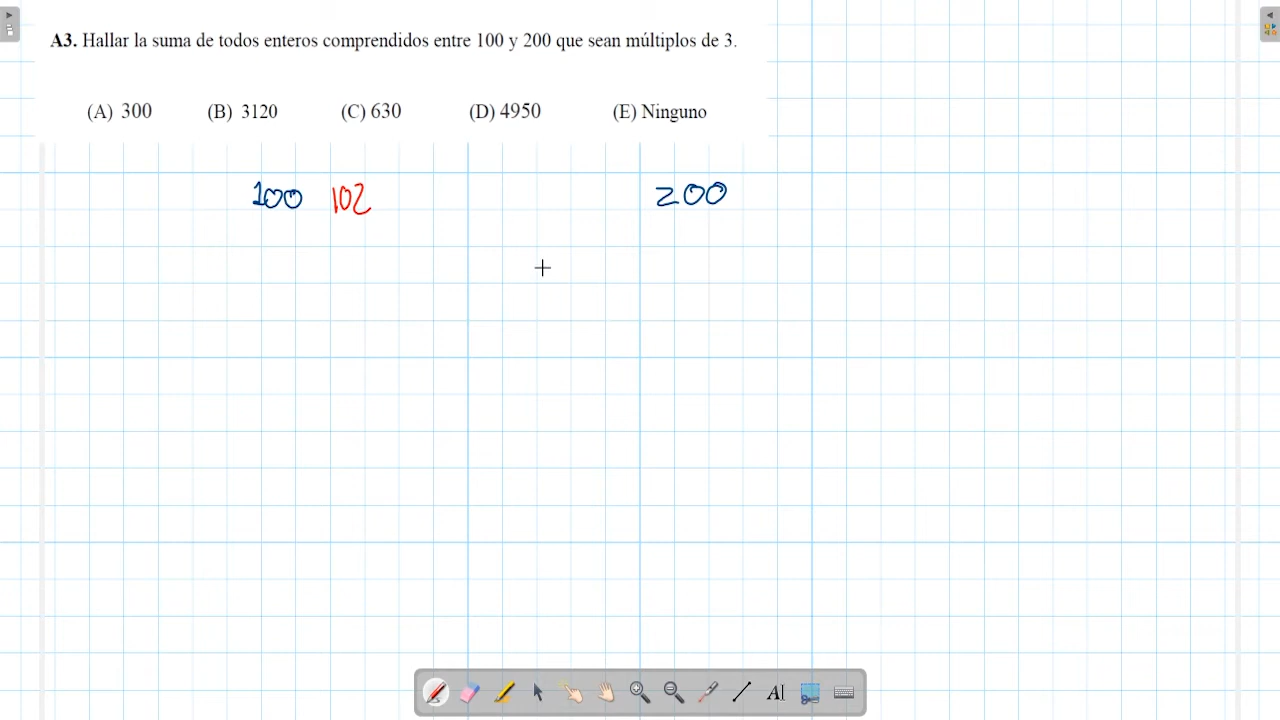 A3. Hallar la suma de todos enteros comprendidos entre 100 y 200 que sean múltiplos de 3.
(A) 300 (B) 3120 (C) 630 (D) 4950 (E) Ninguno
100 102 200
A